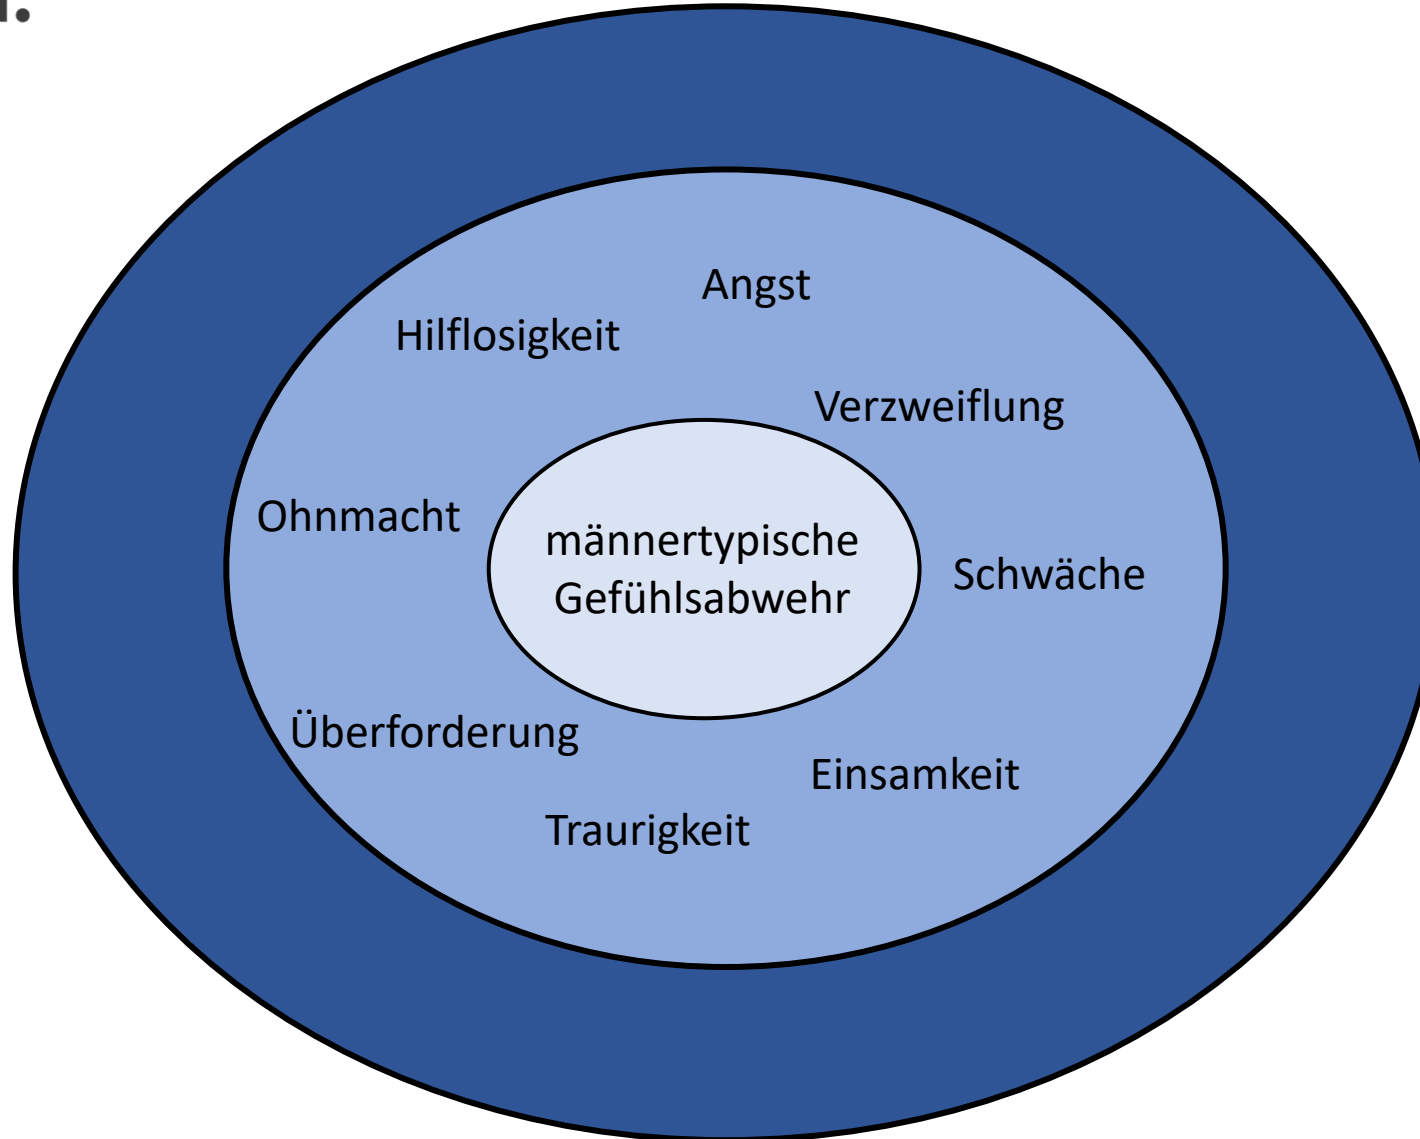 Angst
Hilflosigkeit
Verzweiflung
Ohnmacht
männertypische
Gefühlsabwehr
Schwäche
Überforderung
Einsamkeit
Traurigkeit